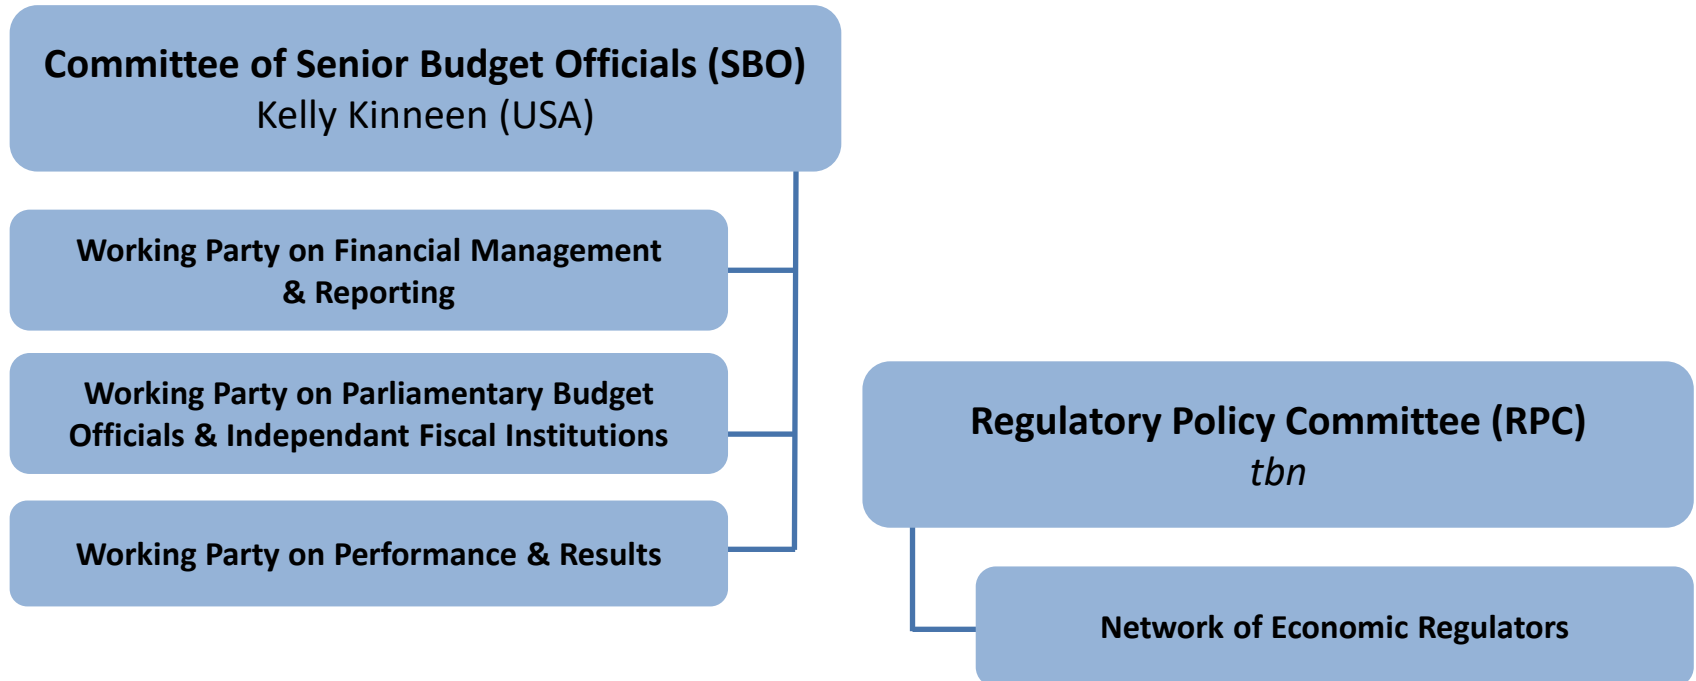 Committee of Senior Budget Officials (SBO)
Kelly Kinneen (USA)
Working Party on Financial Management
& Reporting
Working Party on Parliamentary Budget
Officials & Independant Fiscal Institutions
Working Party on Performance & Results
Regulatory Policy Committee (RPC)
tbn
Network of Economic Regulators